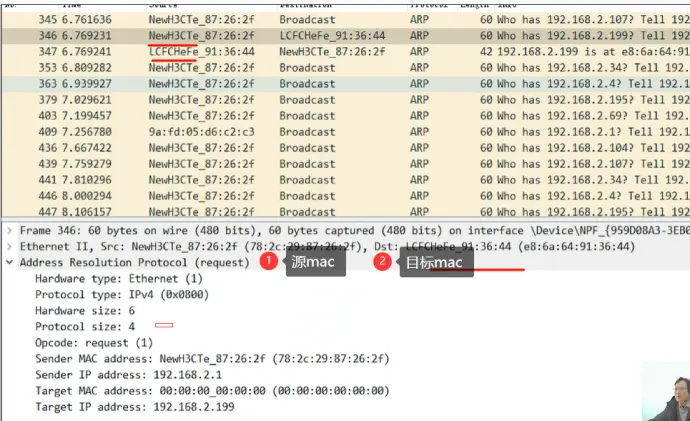 345 6.761636 NewH3CTe_87:26:2f Broadcast ARP 60 Who has 192.168.2.107? Tell 192
346 6.769231 NewH3CTe_87:26:2f LCFCHeFe_91:36:44 ARP 60 Who has 192.168.2.199? Tell 192
347 6.769241 LCFCHeFe_91:36:44 NewH3CTe_87:26:2f ARP 42 192.168.2.199 is at e8:6a:64:91
353 6.809282 NewH3CTe_87:26:2f Broadcast ARP 60 Who has 192.168.2.34? Tell 192.
363 6.939927 NewH3CTe_87:26:2f Broadcast ARP 60 Who has 192.168.2.4? Tell 192.1
379 7.029621 NewH3CTe_87:26:2f Broadcast ARP 60 Who has 192.168.2.195? Tell 192
403 7.199457 NewH3CTe_87:26:2f Broadcast ARP 60 Who has 192.168.2.69? Tell 192.
409 7.256780 9a:fd:05:d6:c2:c3 Broadcast ARP 60 Who has 192.168.2.1? Tell 192.1
436 7.667422 NewH3CTe_87:26:2f Broadcast ARP 60 Who has 192.168.2.104? Tell 192
439 7.759279 NewH3CTe_87:26:2f Broadcast ARP 60 Who has 192.168.2.107? Tell 192
441 7.810296 NewH3CTe_87:26:2f Broadcast ARP 60 Who has 192.168.2.34? Tell 192.
446 8.000294 NewH3CTe_87:26:2f Broadcast ARP 60 Who has 192.168.2.4? Tell 192.1
447 8.106157 NewH3CTe_87:26:2f Broadcast ARP 60 Who has 192.168.2.195? Tell 192
Frame 346: 60 bytes on wire (480 bits), 60 bytes captured (480 bits) on interface \Device\NPF_{959D08A3-3EB0
Ethernet II, Src: NewH3CTe_87:26:2f (78:2c:29:87:26:2f), Dst: LCFCHeFe_91:36:44 (e8:6a:64:91:36:44)
Address Resolution Protocol (request) 1 源mac 2 目标mac
Hardware type: Ethernet (1)
Protocol type: IPv4 (0x0800)
Hardware size: 6
Protocol size: 4
Opcode: request (1)
Sender MAC address: NewH3CTe_87:26:2f (78:2c:29:87:26:2f)
Sender IP address: 192.168.2.1
Target MAC address: 00:00:00_00:00:00 (00:00:00:00:00:00)
Target IP address: 192.168.2.199